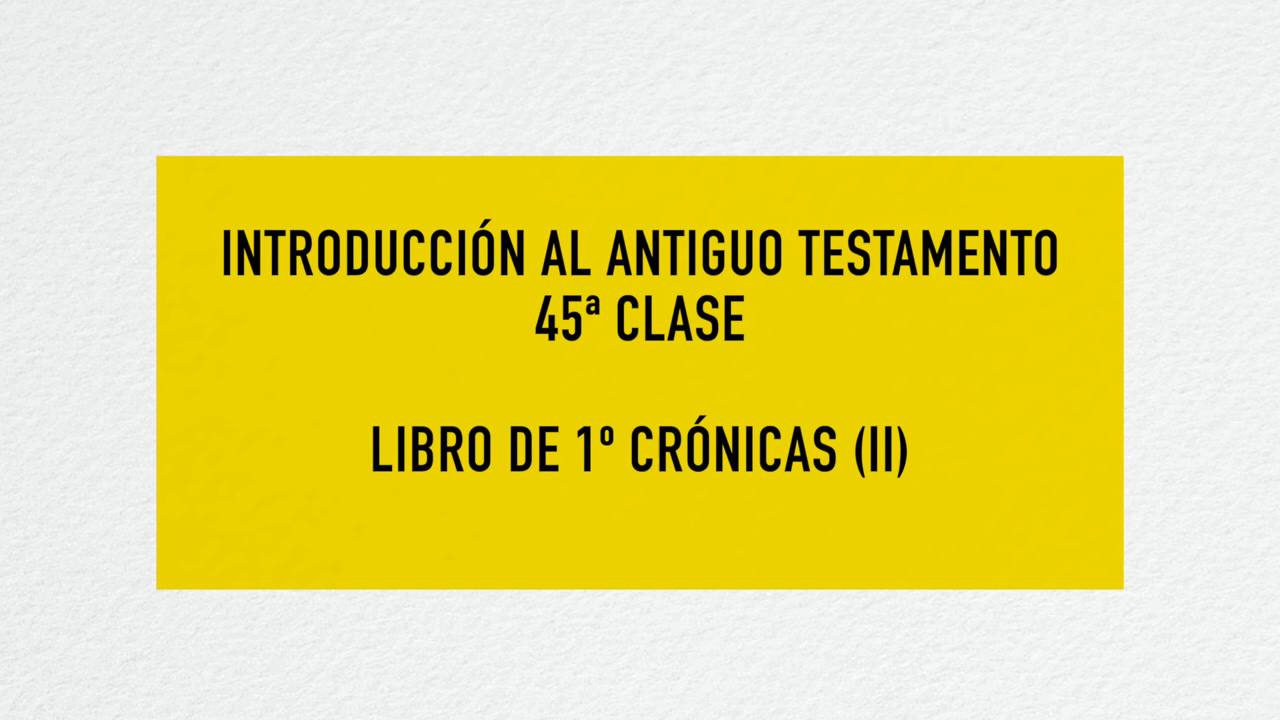 INTRODUCCIÓN AL ANTIGUO TESTAMENTO
45ª CLASE
LIBRO DE 1º CRÓNICAS (II)